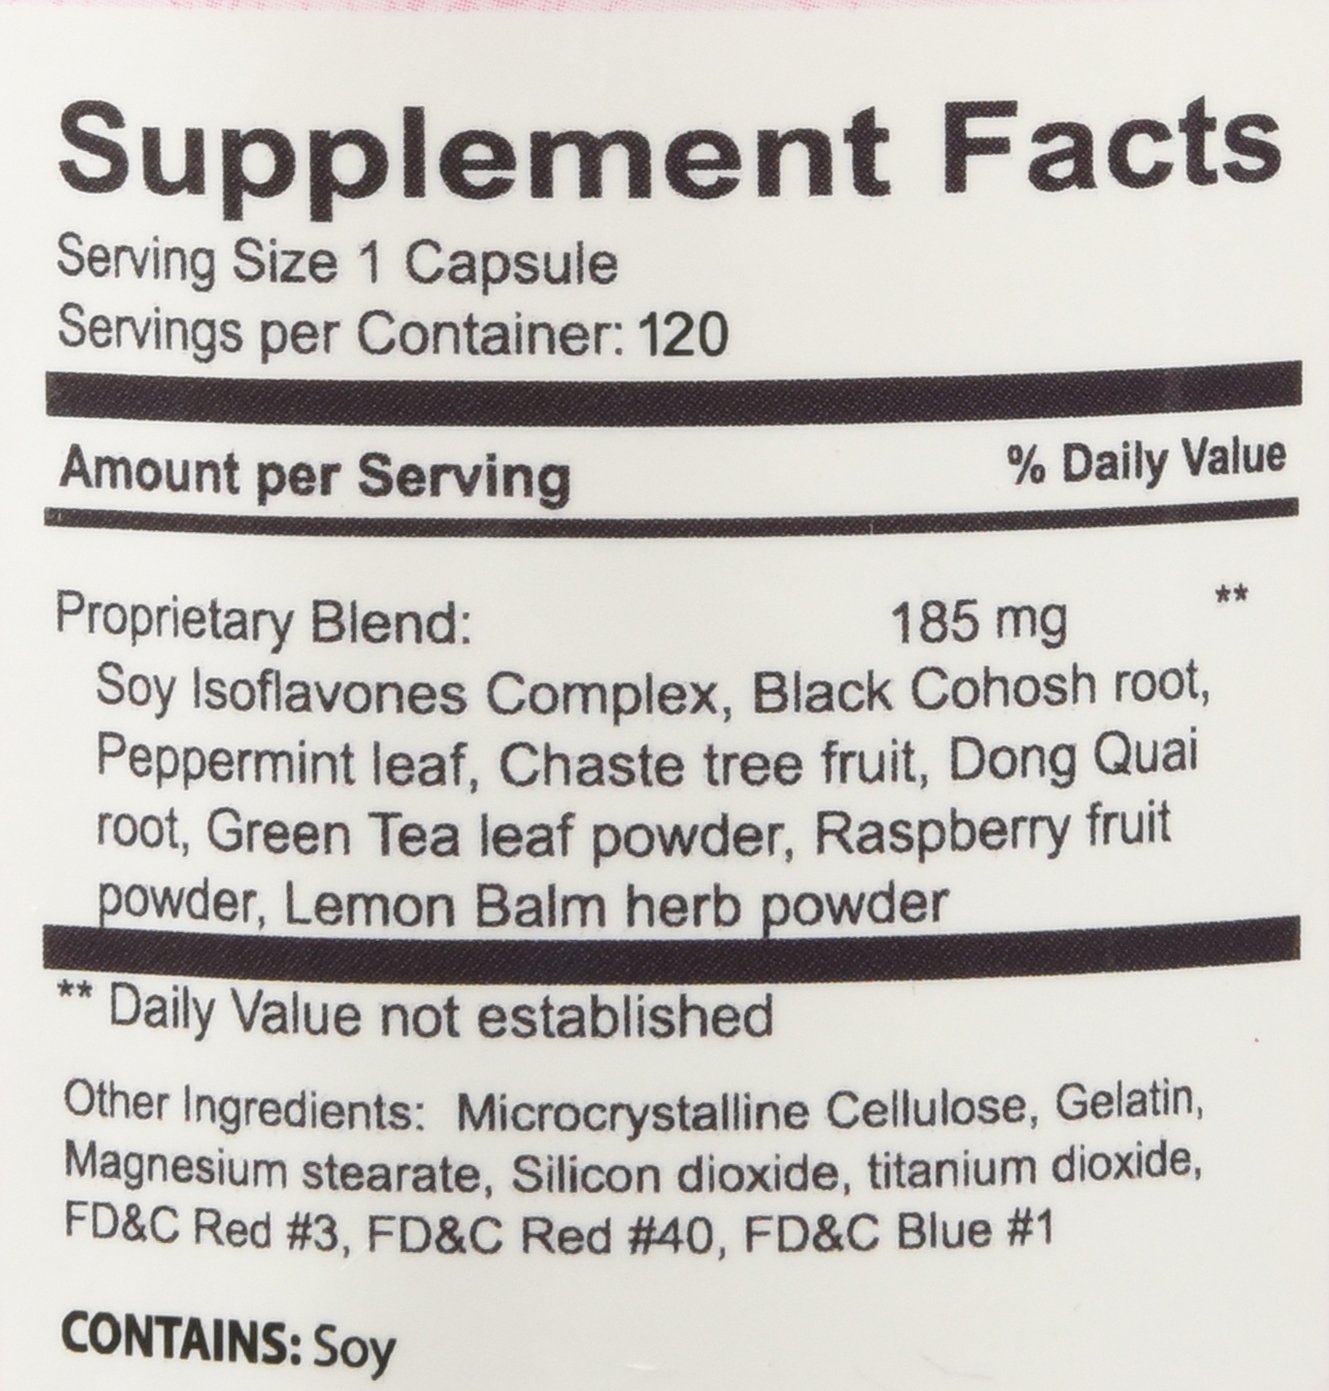 Supplement Facts
Serving Size 1 Capsule
Servings per Container: 120
Amount per Serving % Daily Value
Proprietary Blend: 185 mg **
Soy Isoflavones Complex, Black Cohosh root,
Peppermint leaf, Chaste tree fruit, Dong Quai
root, Green Tea leaf powder, Raspberry fruit
powder, Lemon Balm herb powder
** Daily Value not established
Other Ingredients: Microcrystalline Cellulose, Gelatin,
Magnesium stearate, Silicon dioxide, titanium dioxide,
FD&C Red #3, FD&C Red #40, FD&C Blue #1
CONTAINS: Soy